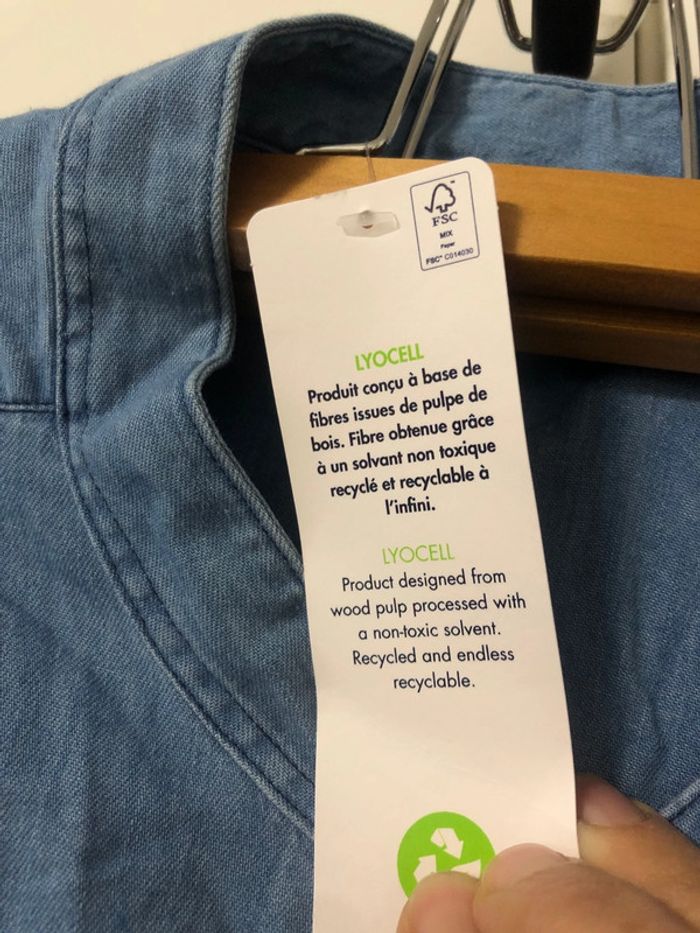 FSC
MIX
Paper
FSC™ C014030
LYOCELL
Produit conçu à base de
fibres issues de pulpe de
bois. Fibre obtenue grâce
à un solvant non toxique
recyclé et recyclable à
l'infini.
LYOCELL
Product designed from
wood pulp processed with
a non-toxic solvent.
Recycled and endless
recyclable.